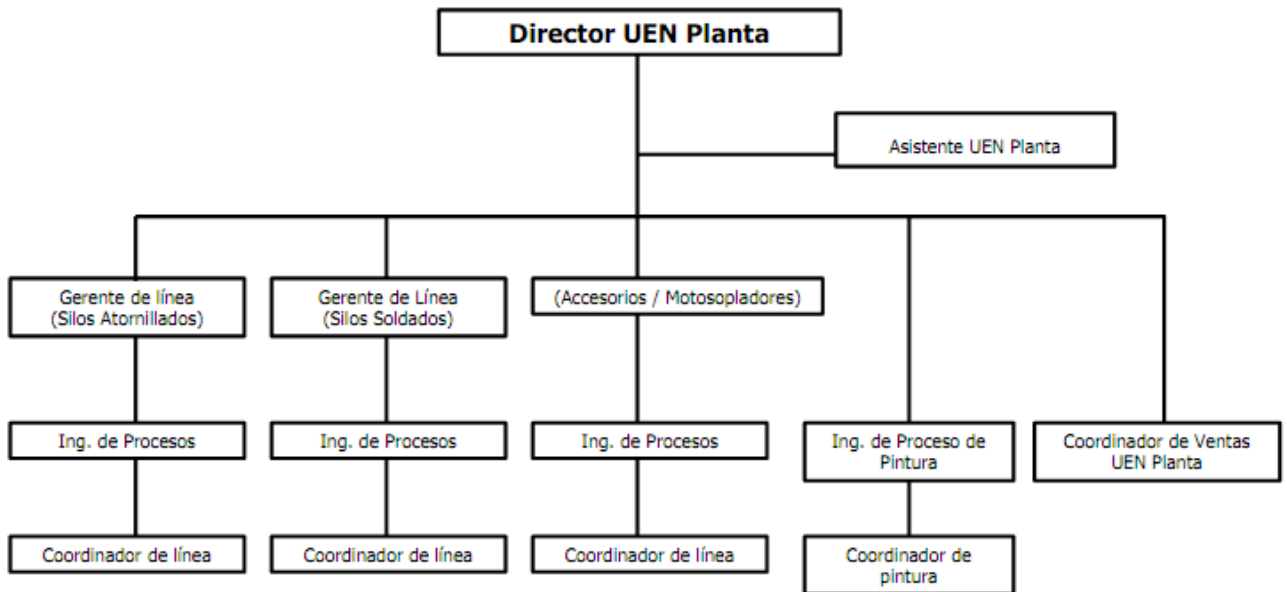 Director UEN Planta
Asistente UEN Planta
Gerente de línea
(Silos Atornillados)
Gerente de Línea
(Silos Soldados)
(Accesorios / Motosopladores)
Ing. de Procesos
Ing. de Procesos
Ing. de Procesos
Ing. de Proceso de
Pintura
Coordinador de Ventas
UEN Planta
Coordinador de línea
Coordinador de línea
Coordinador de línea
Coordinador de
pintura